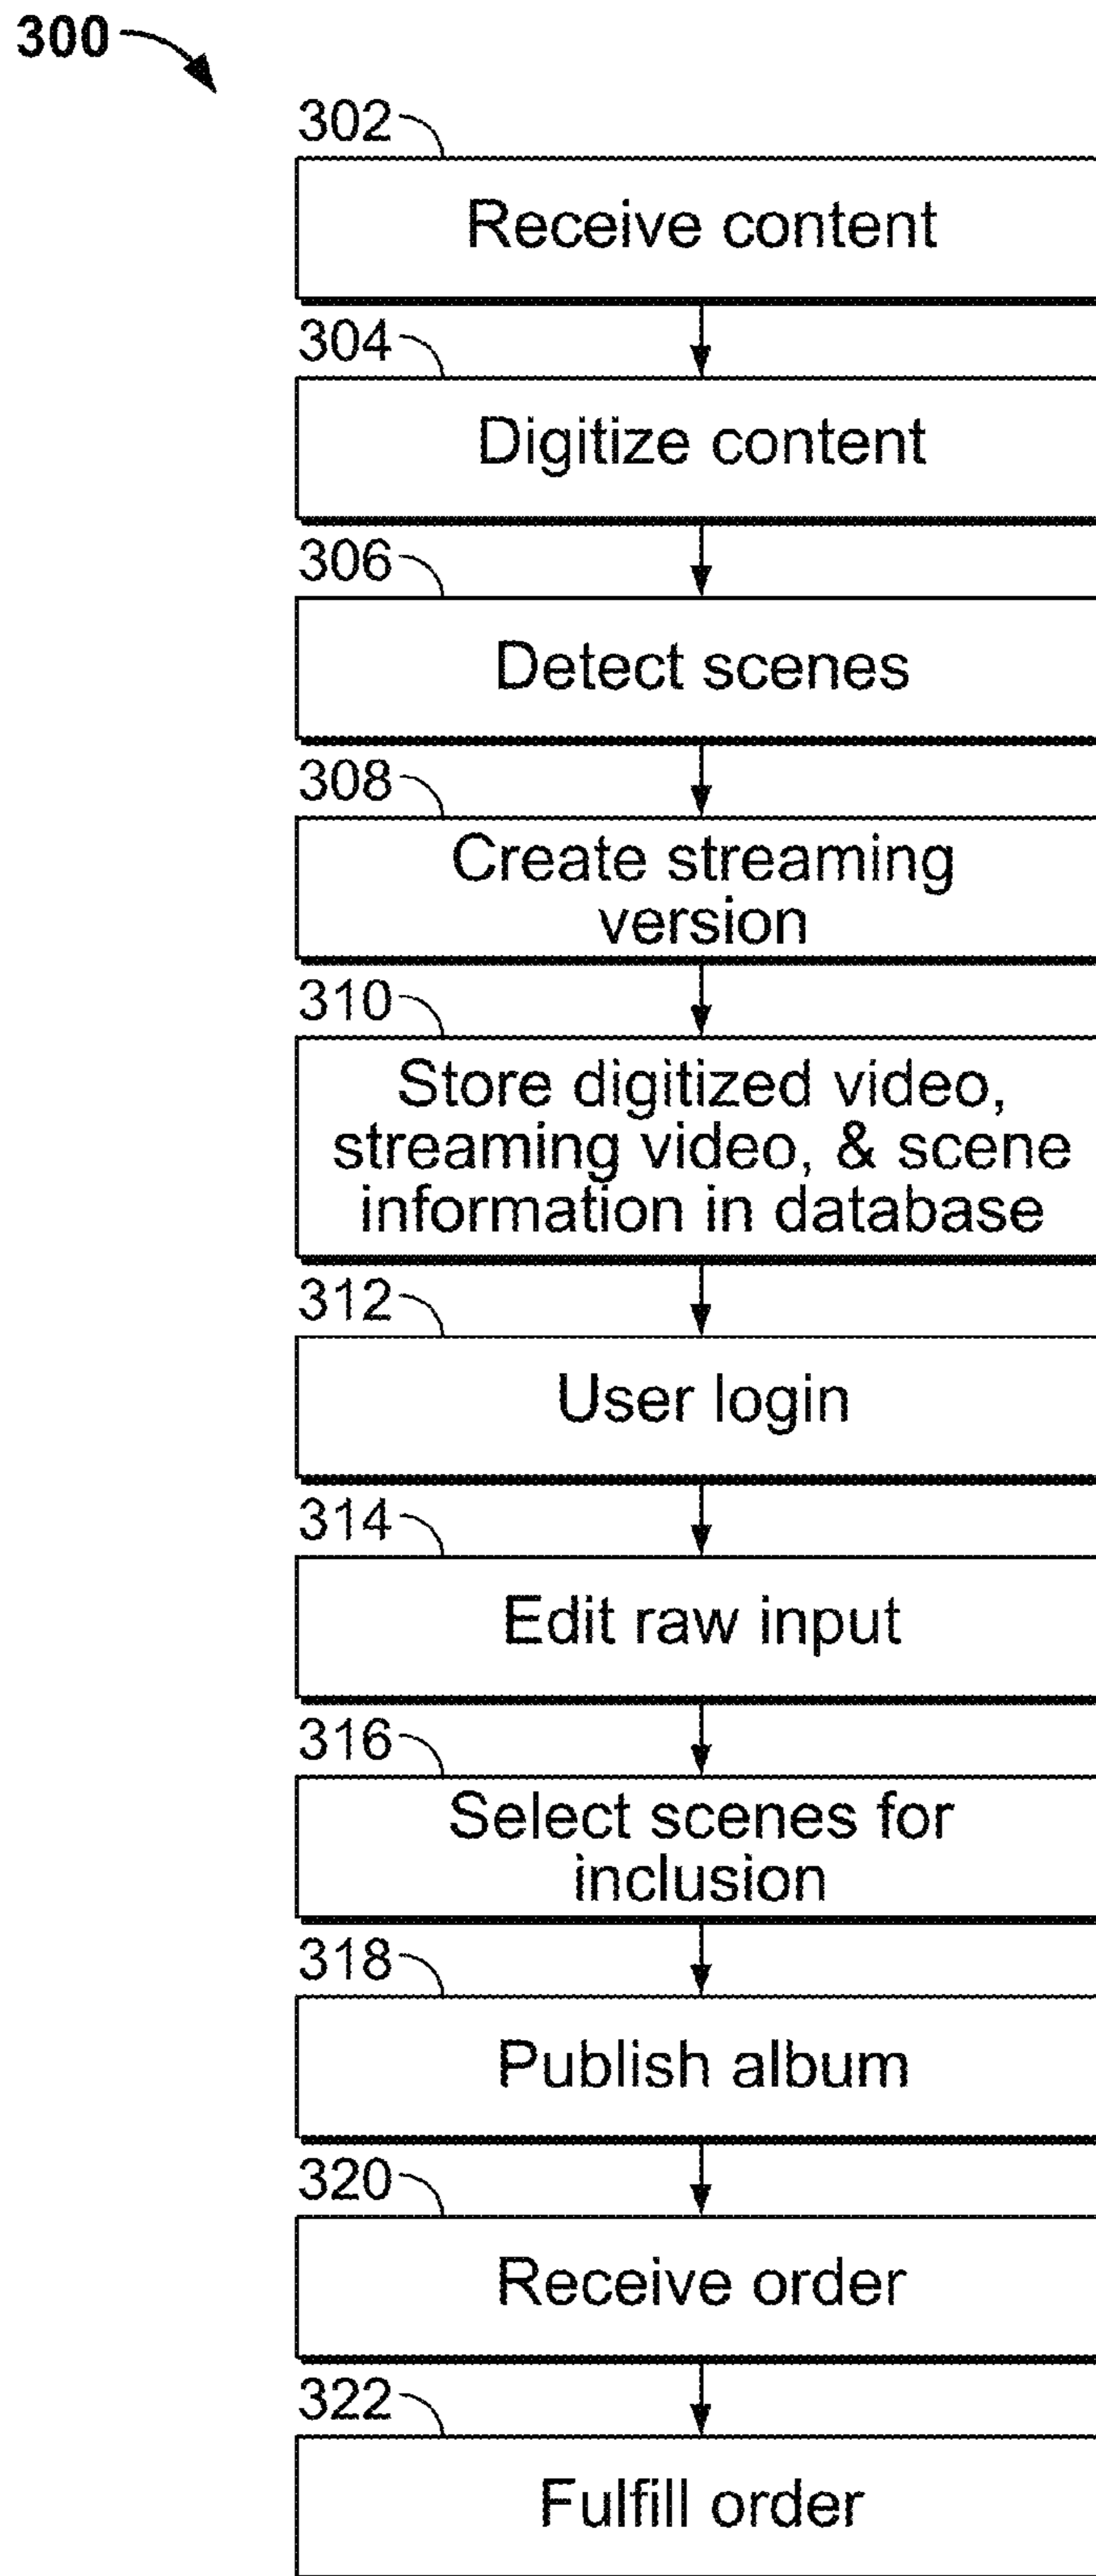 300
302
Receive content
304
Digitize content
306
Detect scenes
308
Create streaming
version
310
Store digitized video,
streaming video, & scene
information in database
312
User login
314
Edit raw input
316
Select scenes for
inclusion
318
Publish album
320
Receive order
322
Fulfill order